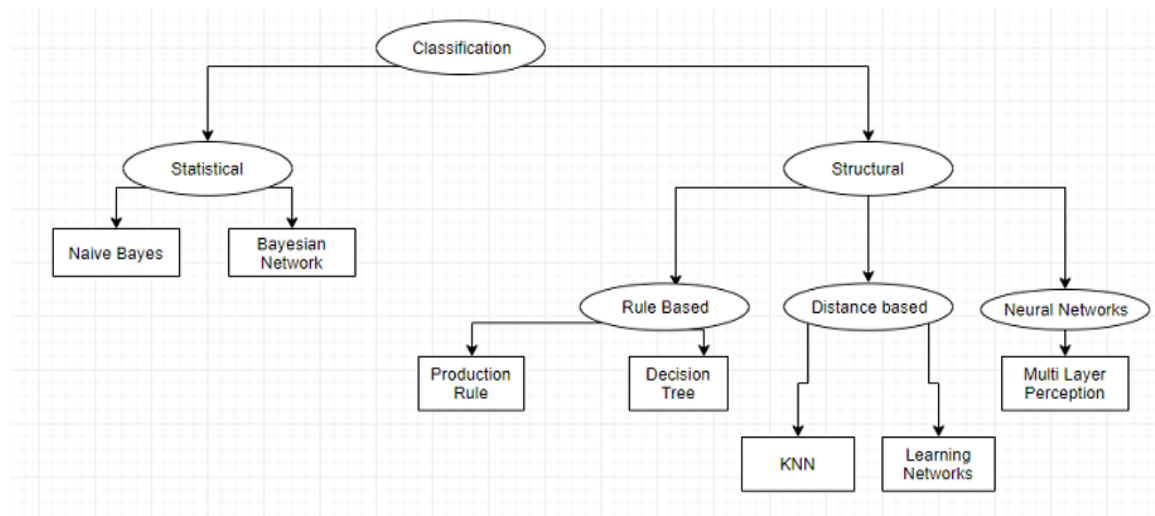 Classification
Statistical
Structural
Naive Bayes
Bayesian
Network
Rule Based
Distance based
Neural Networks
Production
Rule
Decision
Tree
Multi Layer
Perception
KNN
Learning
Networks